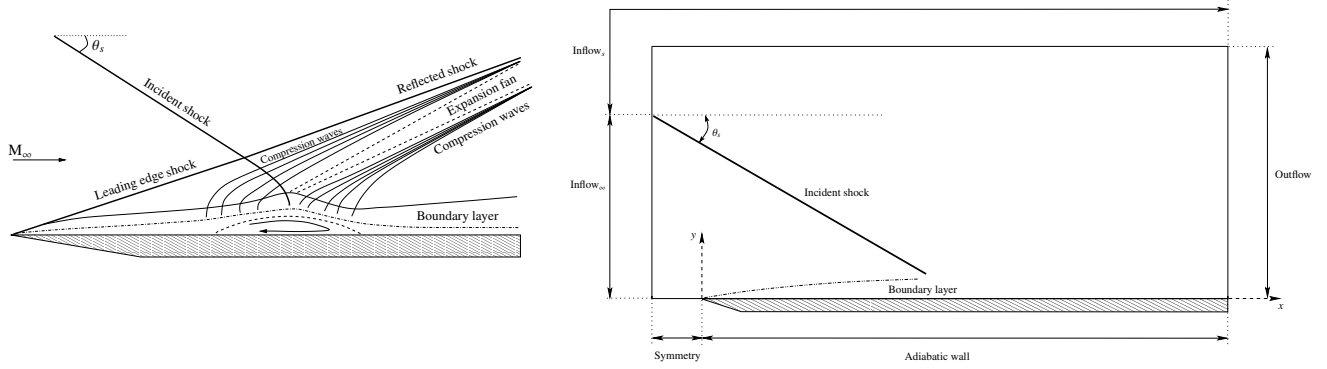 θs
Incident shock
Reflected shock
Expansion fan
Compression waves
Compression waves
M∞
Leading edge shock
Boundary layer
Inflows
θs
Inflow∞
Incident shock
Outflow
y
Boundary layer
x
Symmetry
Adiabatic wall